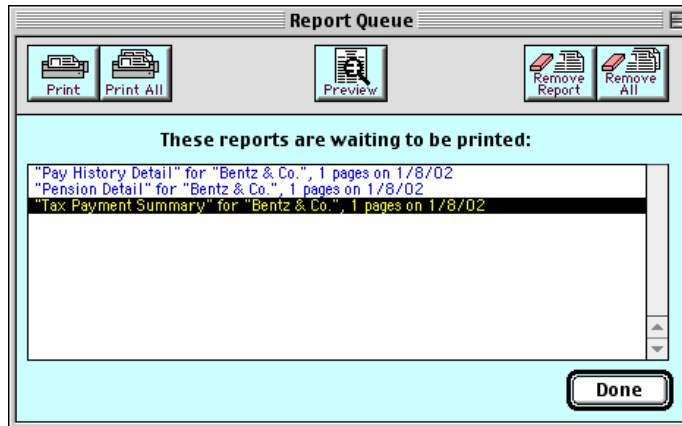 Report Queue
Print
Print All
Preview
Remove
Report
Remove
All
These reports are waiting to be printed:
"Pay History Detail" for "Bentz & Co.", 1 pages on 1/8/02
"Pension Detail" for "Bentz & Co.", 1 pages on 1/8/02
"Tax Payment Summary" for "Bentz & Co.", 1 pages on 1/8/02
Done